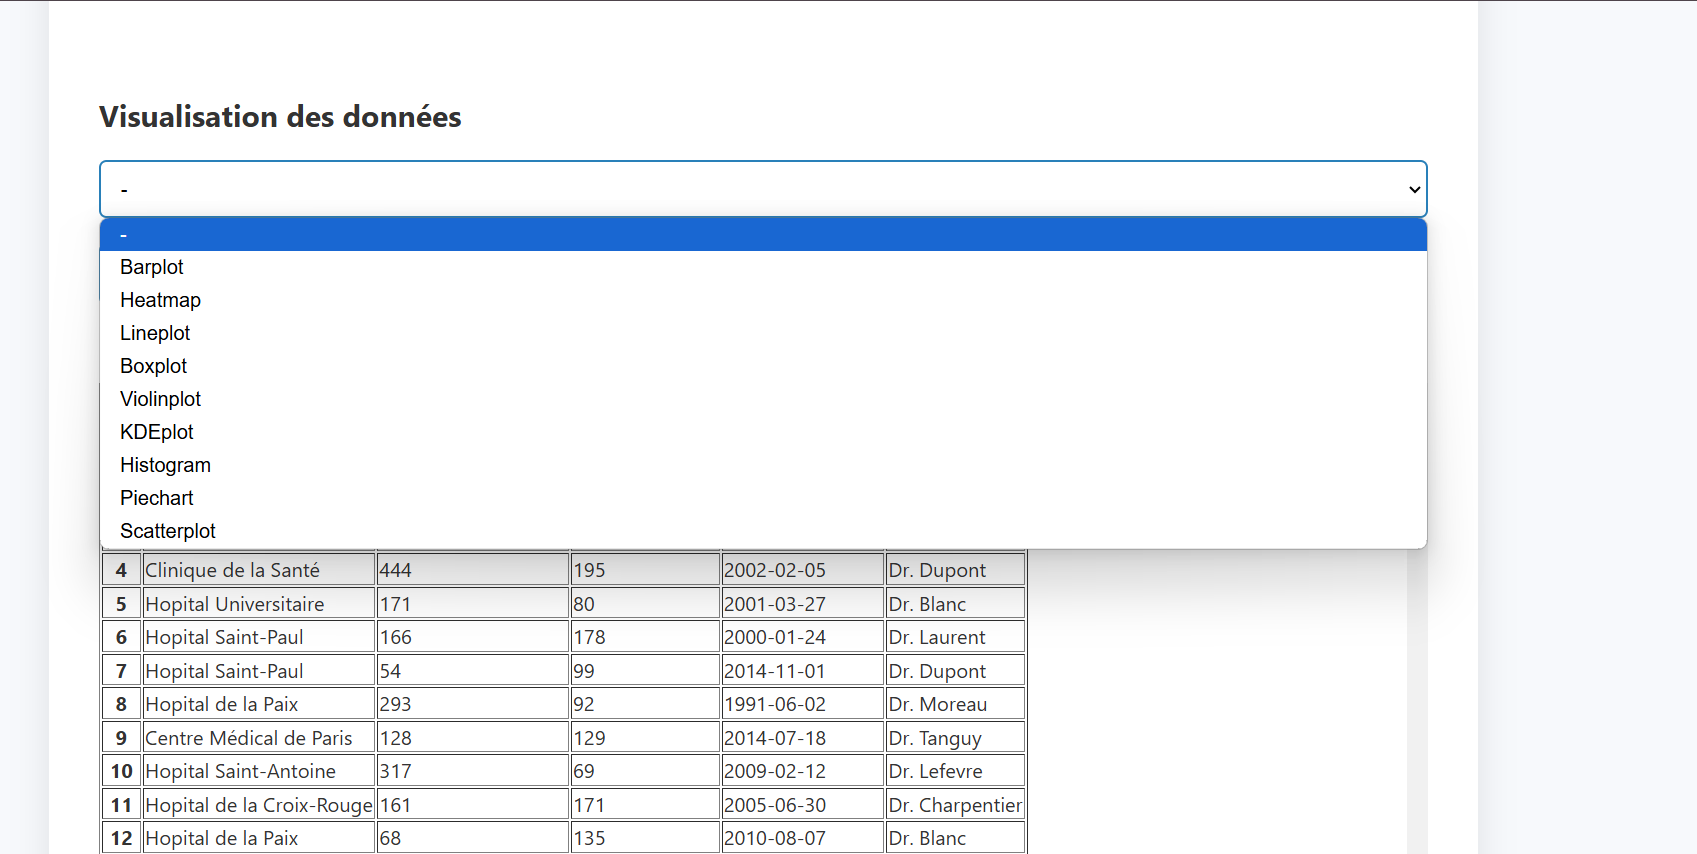 Visualisation des données
-
-
Barplot
Heatmap
Lineplot
Boxplot
Violinplot
KDEplot
Histogram
Piechart
Scatterplot
4 Clinique de la Santé 444 195 2002-02-05 Dr. Dupont
5 Hopital Universitaire 171 80 2001-03-27 Dr. Blanc
6 Hopital Saint-Paul 166 178 2000-01-24 Dr. Laurent
7 Hopital Saint-Paul 54 99 2014-11-01 Dr. Dupont
8 Hopital de la Paix 293 92 1991-06-02 Dr. Moreau
9 Centre Médical de Paris 128 129 2014-07-18 Dr. Tanguy
10 Hopital Saint-Antoine 317 69 2009-02-12 Dr. Lefevre
11 Hopital de la Croix-Rouge 161 171 2005-06-30 Dr. Charpentier
12 Hopital de la Paix 68 135 2010-08-07 Dr. Blanc